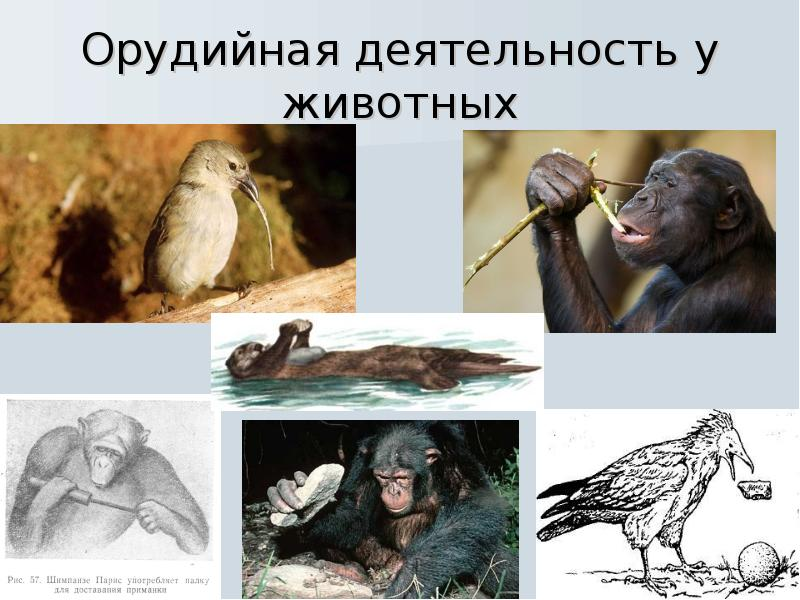 Орудийная деятельность у
животных
Рис. 57. Шимпанзе Парис употребляет палку
для доставания приманки